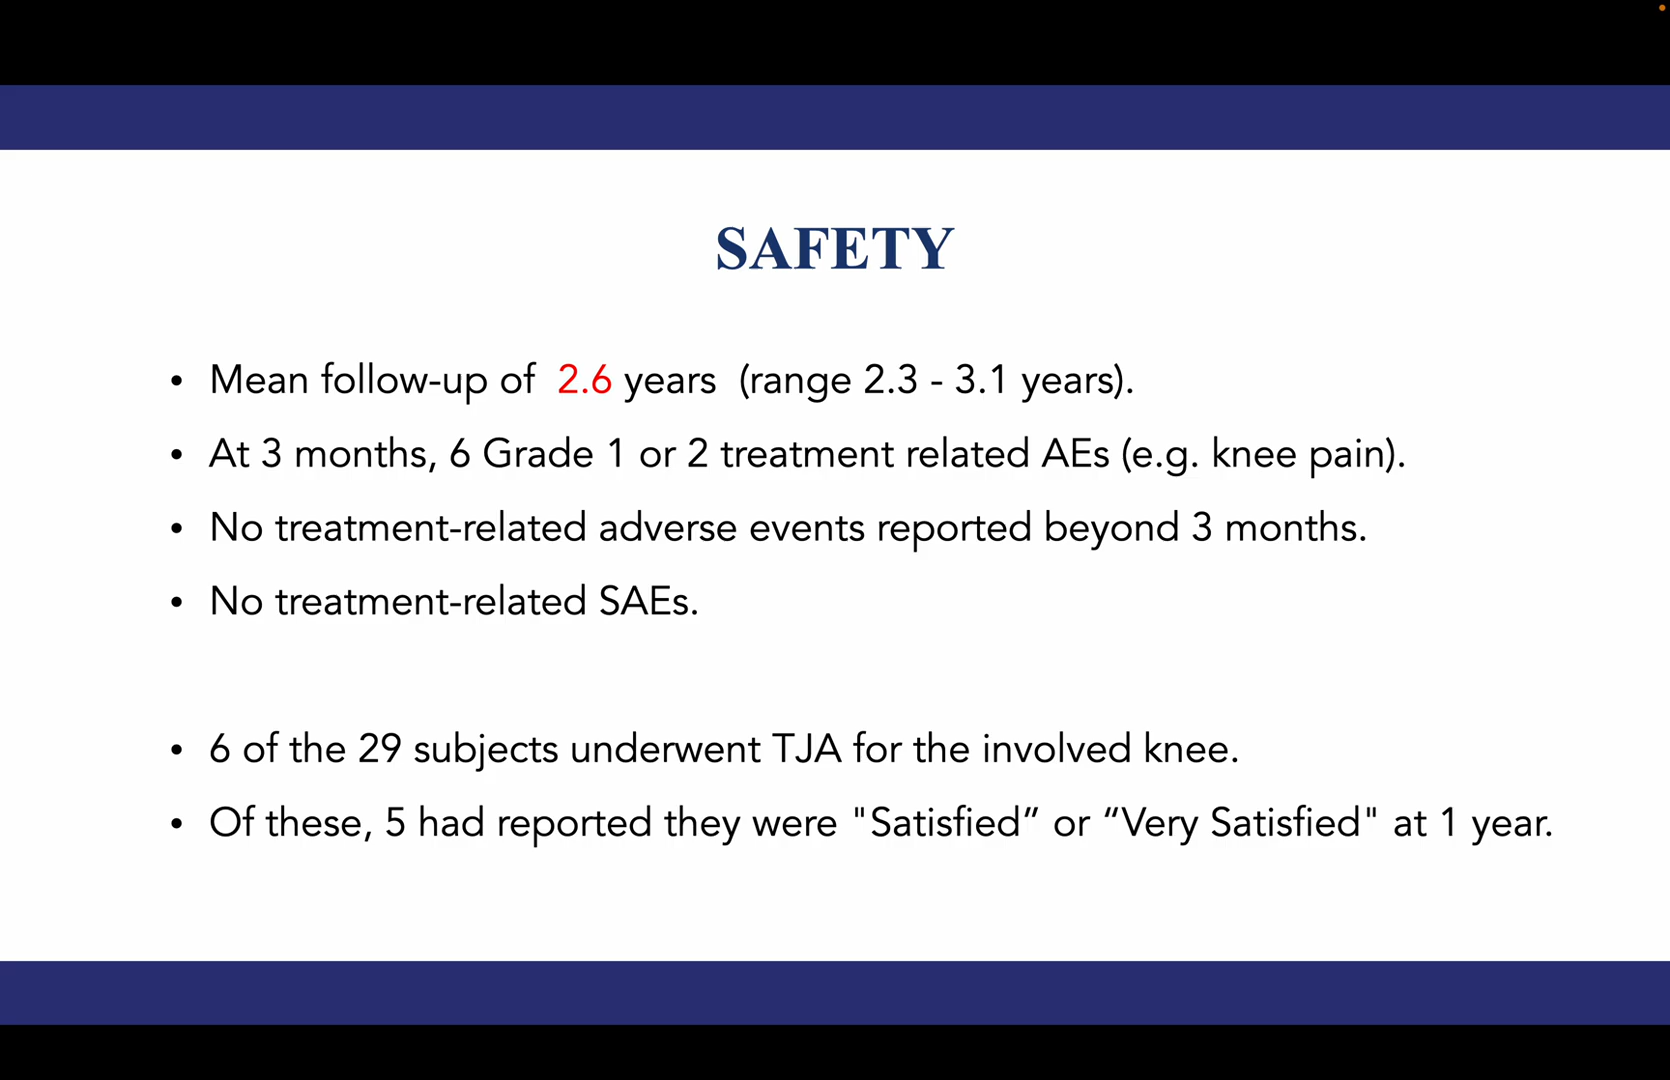 SAFETY
• Mean follow-up of 2.6 years (range 2.3 - 3.1 years).
• At 3 months, 6 Grade 1 or 2 treatment related AEs (e.g. knee pain).
• No treatment-related adverse events reported beyond 3 months.
• No treatment-related SAEs.
• 6 of the 29 subjects underwent TJA for the involved knee.
• Of these, 5 had reported they were "Satisfied” or “Very Satisfied" at 1 year.